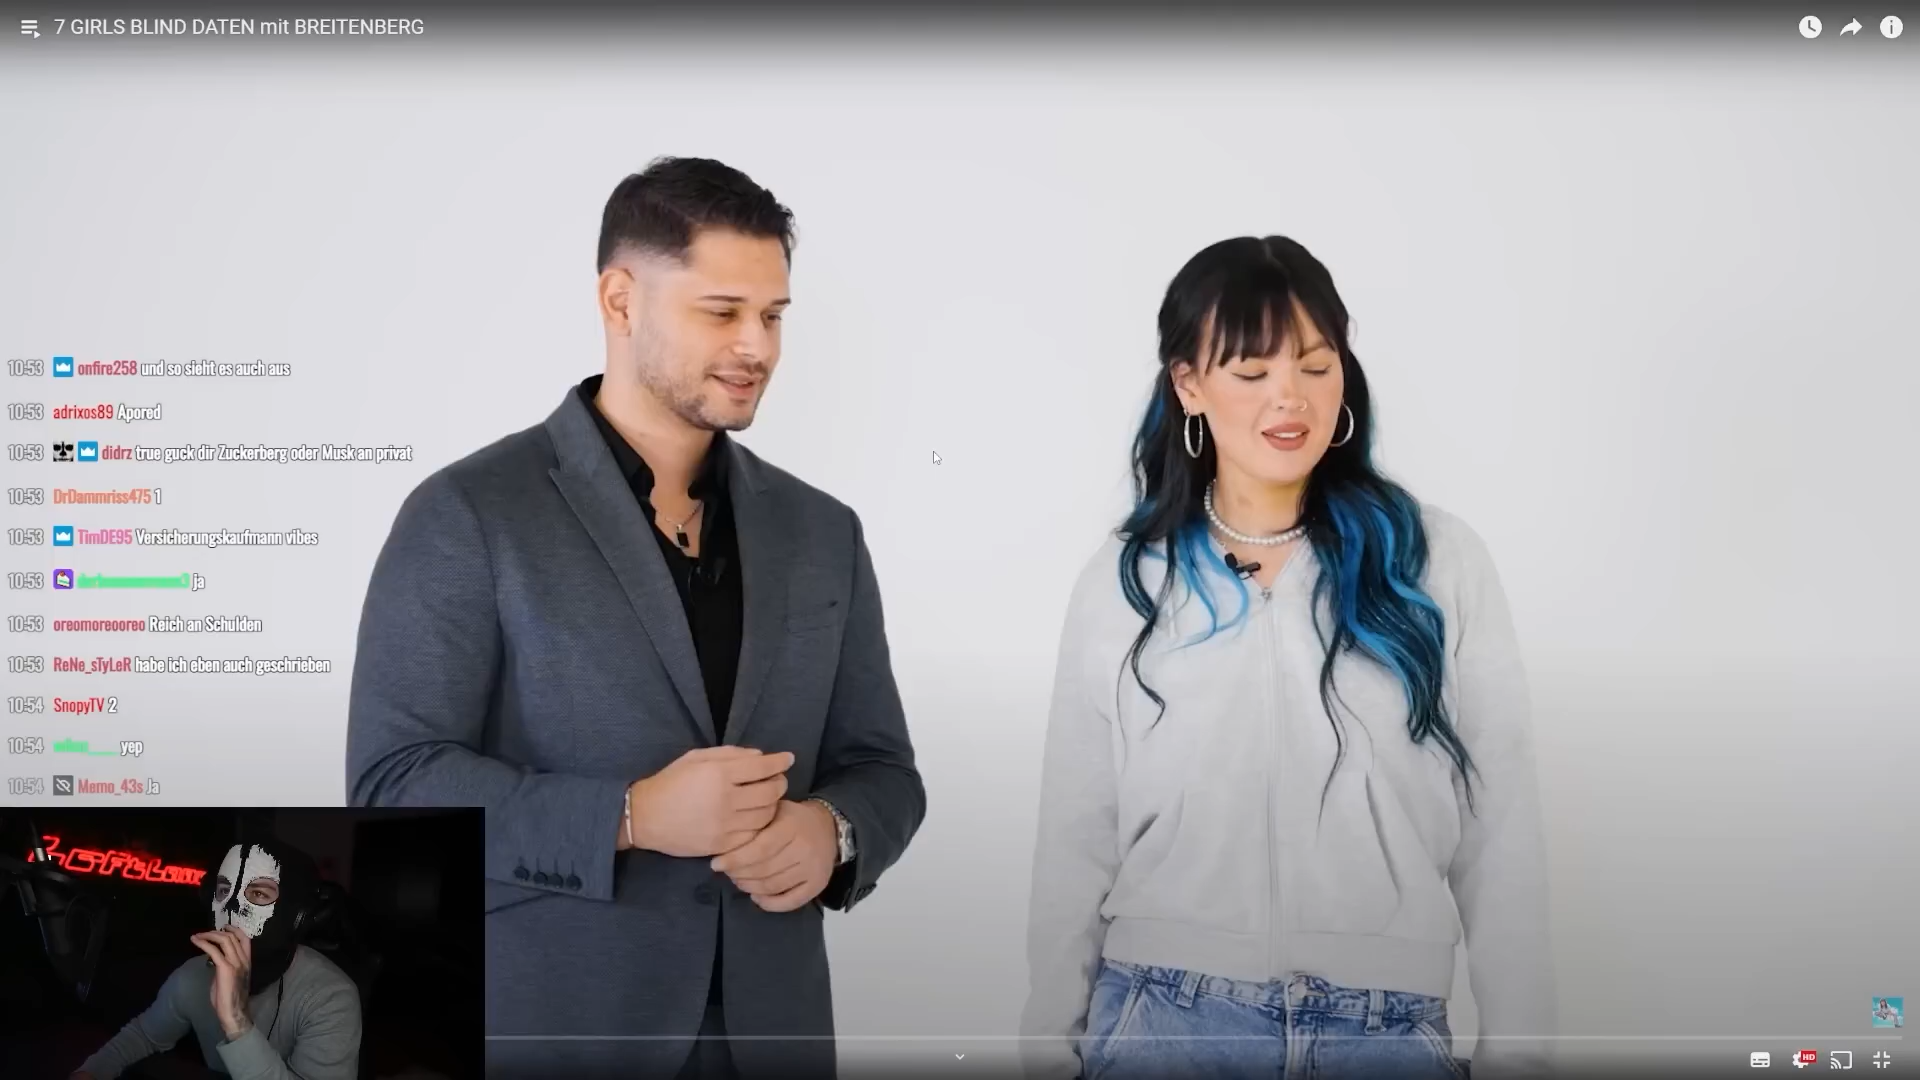 7 GIRLS BLIND DATEN mit BREITENBERG
10:53 onfire258 und so sieht es auch aus
10:53 adrixos89 Apored
10:53 didrz true guck dir Zuckerberg oder Musk an privat
10:53 DrDammriss475 1
10:53 TimDE95 Versicherungskaufmann vibes
10:53 ja
10:53 oreomoreooreo Reich an Schulden
10:53 ReNe_sTyLeR habe ich eben auch geschrieben
10:54 SnopyTV 2
10:54 yep
10:54 Memo_43s Ja
HD